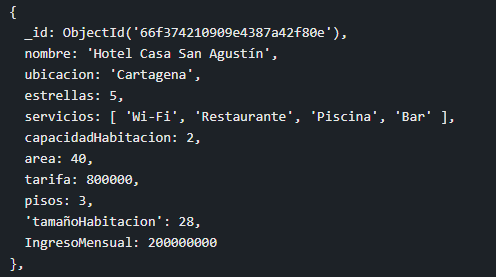 {
_id: ObjectId('66f374210909e4387a42f80e'),
nombre: 'Hotel Casa San Agustín',
ubicacion: 'Cartagena',
estrellas: 5,
servicios: [ 'Wi-Fi', 'Restaurante', 'Piscina', 'Bar' ],
capacidadHabitacion: 2,
area: 40,
tarifa: 800000,
pisos: 3,
'tamañoHabitacion': 28,
IngresoMensual: 200000000
},